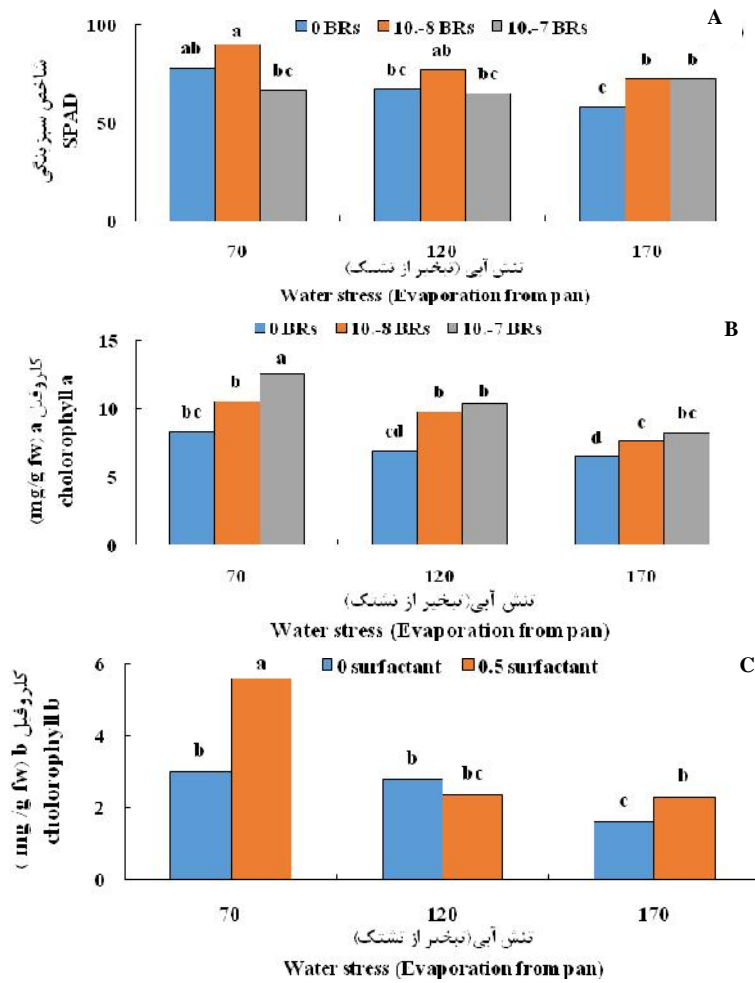 A
0 BRs 10.-8 BRs 10.-7 BRs
100
50
0
شاخص سبزینگی
SPAD
ab a bc
bc ab bc
c b b
70 120 170
تنش آبی (تبخیر از تشتک)
Water stress (Evaporation from pan)
B
0 BRs 10.-8 BRs 10.-7 BRs
15
10
5
0
کلروفیل a (mg/g fw)
cholorophyll a
bc b a
cd b b
d c bc
70 120 170
تنش آبی(تبخیر از تشتک)
Water stress (Evaporation from pan)
C
0 surfactant 0.5 surfactant
6
4
2
0
کلروفیل b (mg /g fw)
cholorophyll b
b a
b bc
c b
70 120 170
تنش آبی(تبخیر از تشتک)
Water stress (Evaporation from pan)